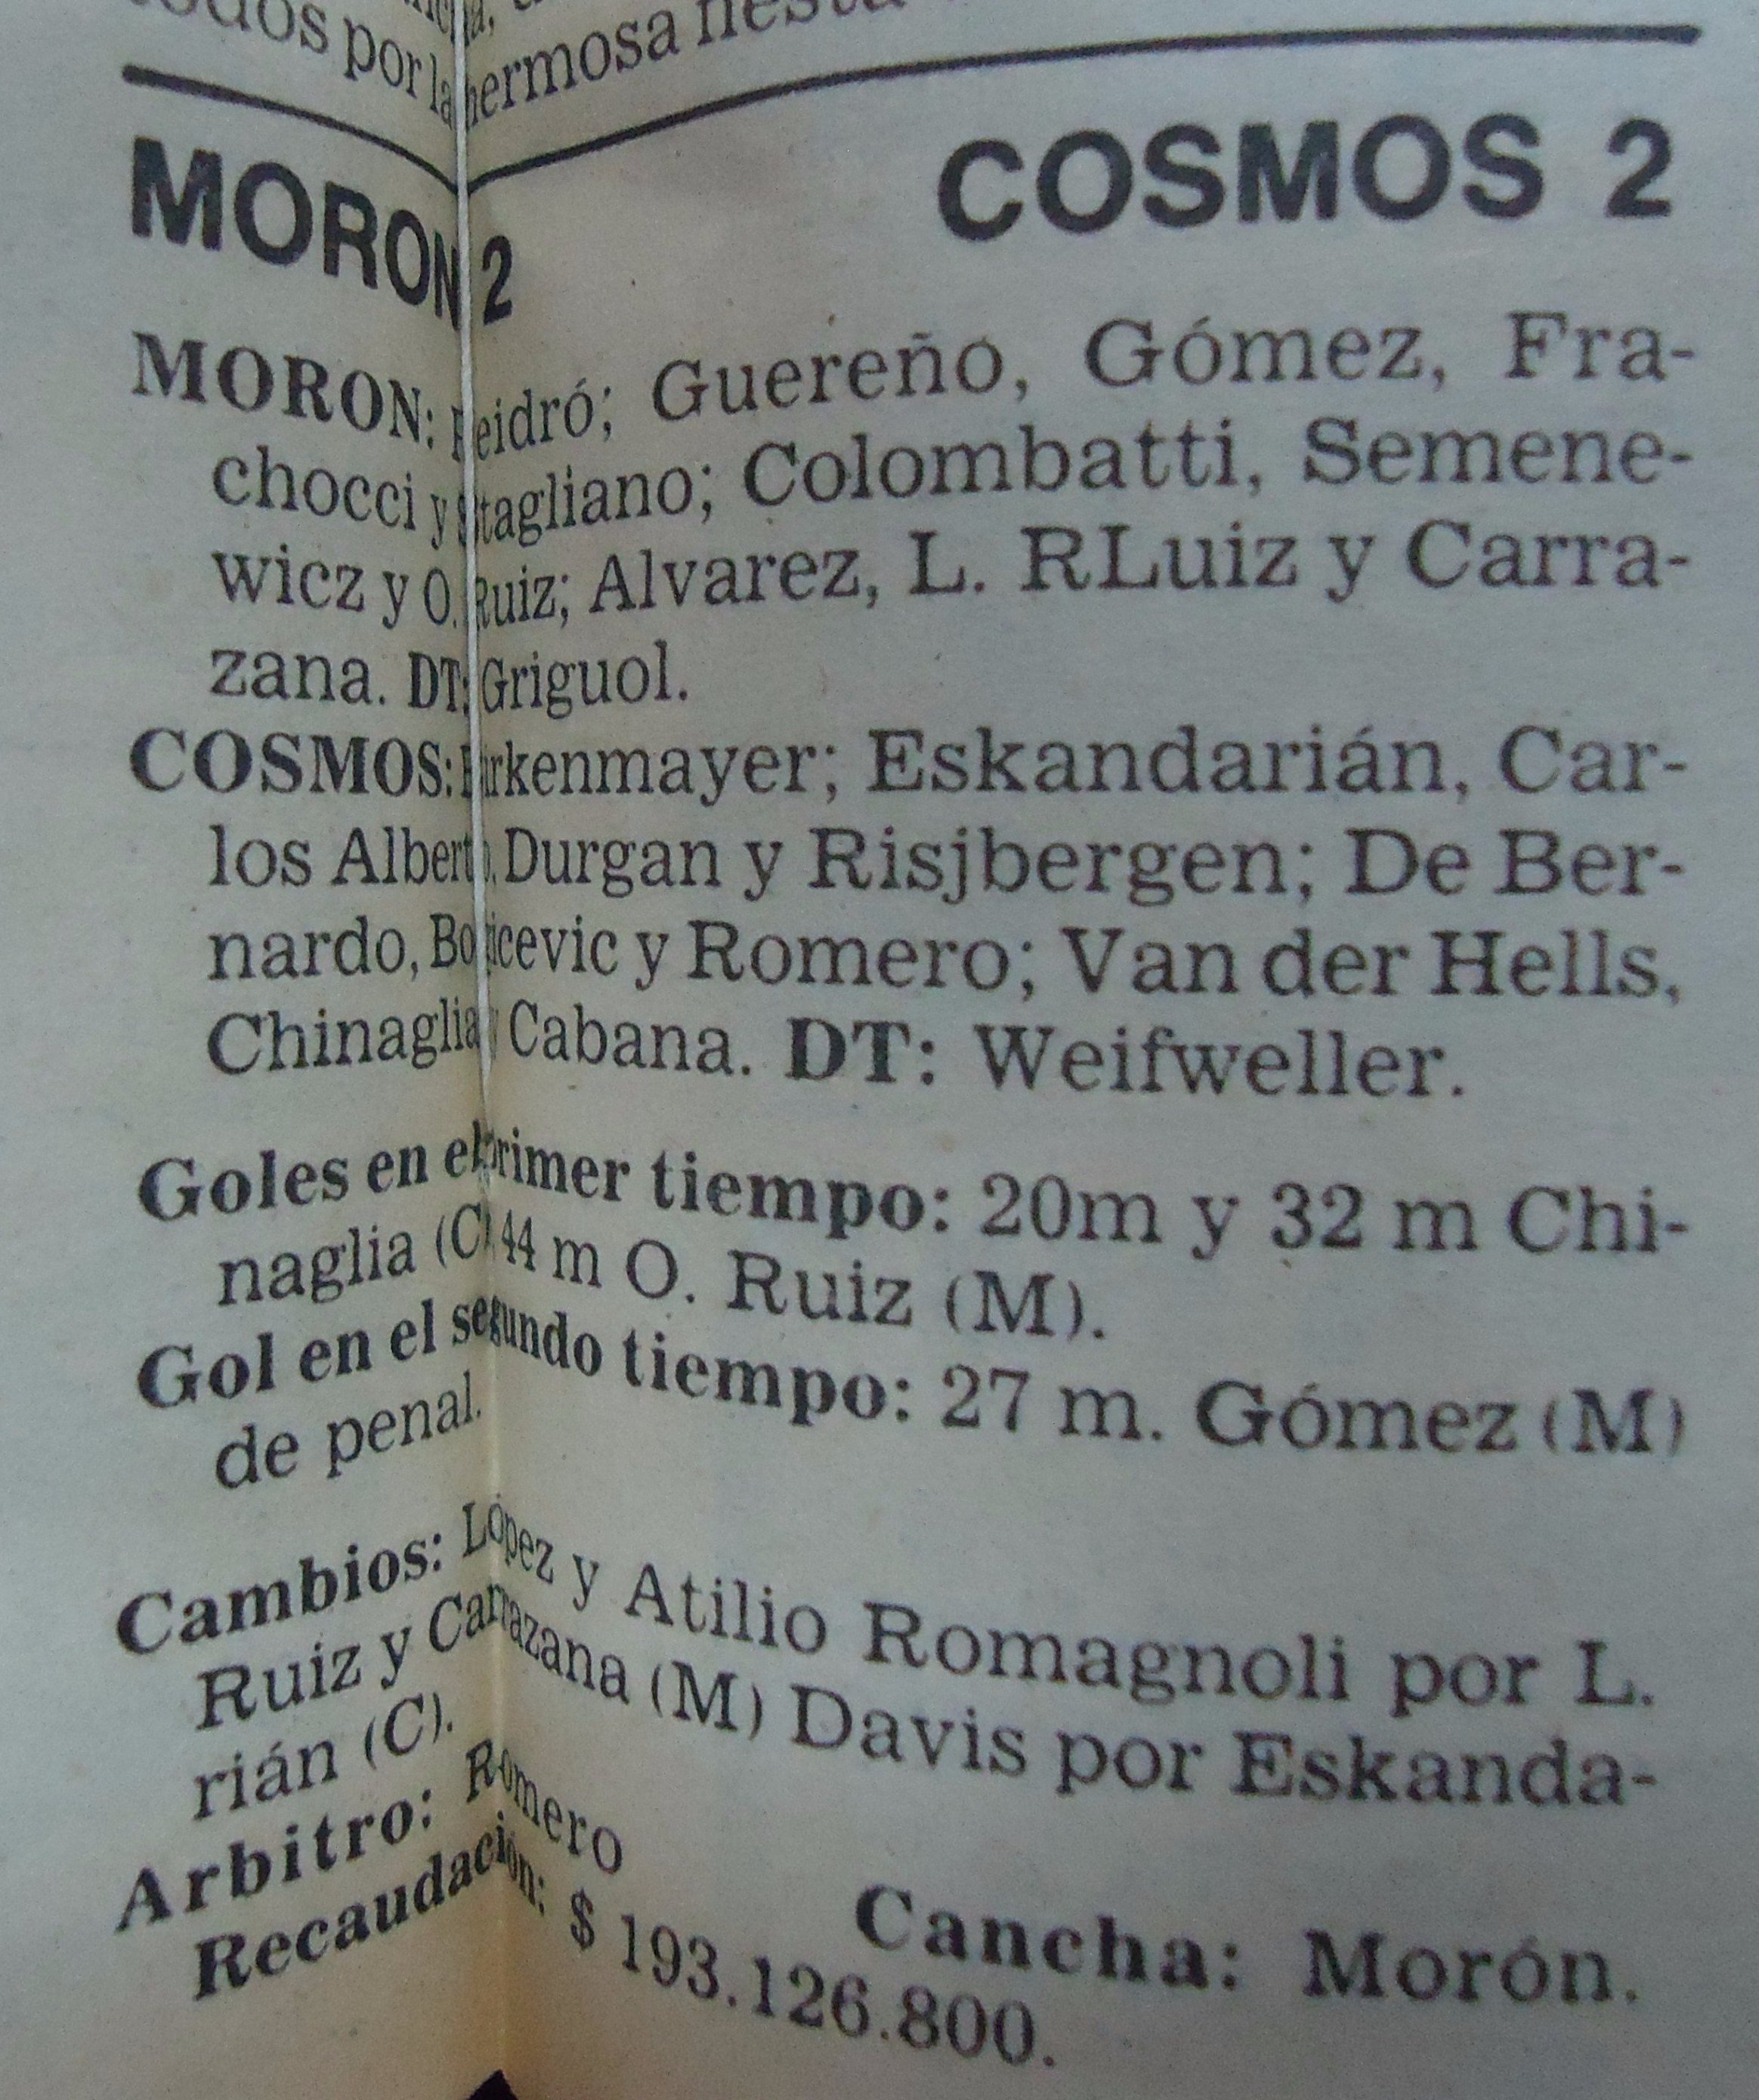 por la hermosa
MORON 2 COSMOS 2
MORON: Peidró; Guereño, Gómez, Fra-
chocci y Stagliano; Colombatti, Semene-
wicz y O. Ruiz; Alvarez, L. RLuiz y Carra-
zana. DT: Griguol.
COSMOS: Birkenmayer; Eskandarián, Car-
los Alberto, Durgan y Risjbergen; De Ber-
nardo, Bogicevic y Romero; Van der Hells,
Chinaglia y Cabana. DT: Weifweller.
Goles en el primer tiempo: 20m y 32 m Chi-
naglia (C), 44 m O. Ruiz (M).
Gol en el segundo tiempo: 27 m. Gómez (M)
de penal.
Cambios: López y Atilio Romagnoli por L.
Ruiz y Carrazana (M) Davis por Eskanda-
rián (C).
Arbitro: Romero Cancha: Morón.
Recaudación: $ 193.126.800.